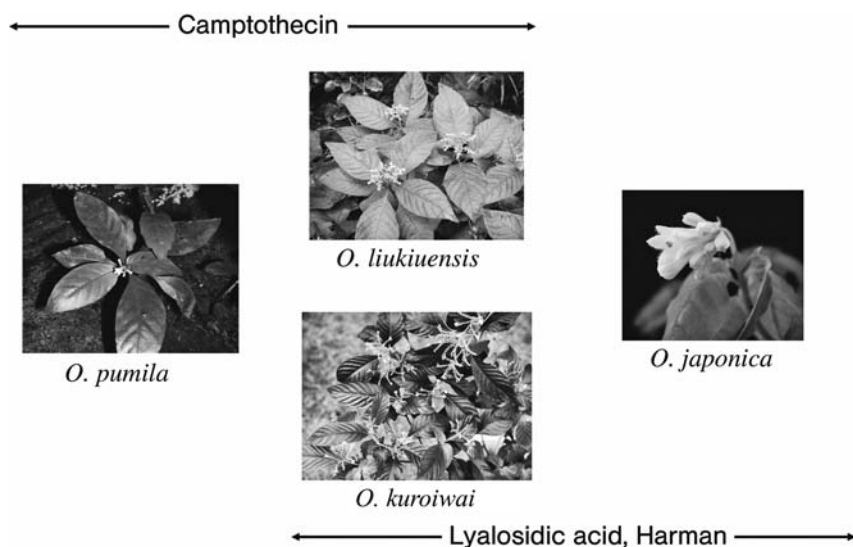 Camptothecin
O. liukiuensis
O. pumila
O. japonica
O. kuroiwai
Lyalosidic acid, Harman